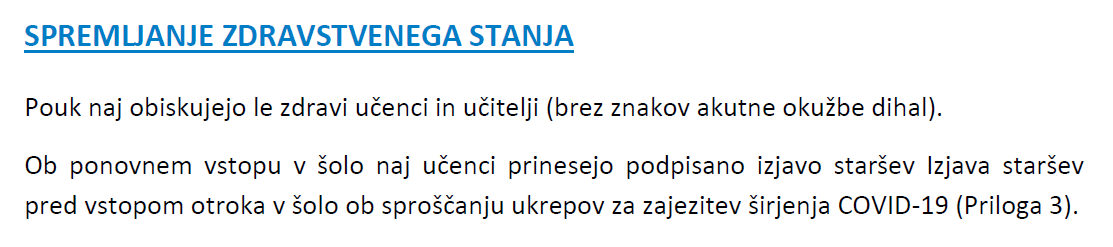 SPREMLJANJE ZDRAVSTVENEGA STANJA
Pouk naj obiskujejo le zdravi učenci in učitelji (brez znakov akutne okužbe dihal).
Ob ponovnem vstopu v šolo naj učenci prinesejo podpisano izjavo staršev Izjava staršev
pred vstopom otroka v šolo ob sproščanju ukrepov za zajezitev širjenja COVID-19 (Priloga 3).